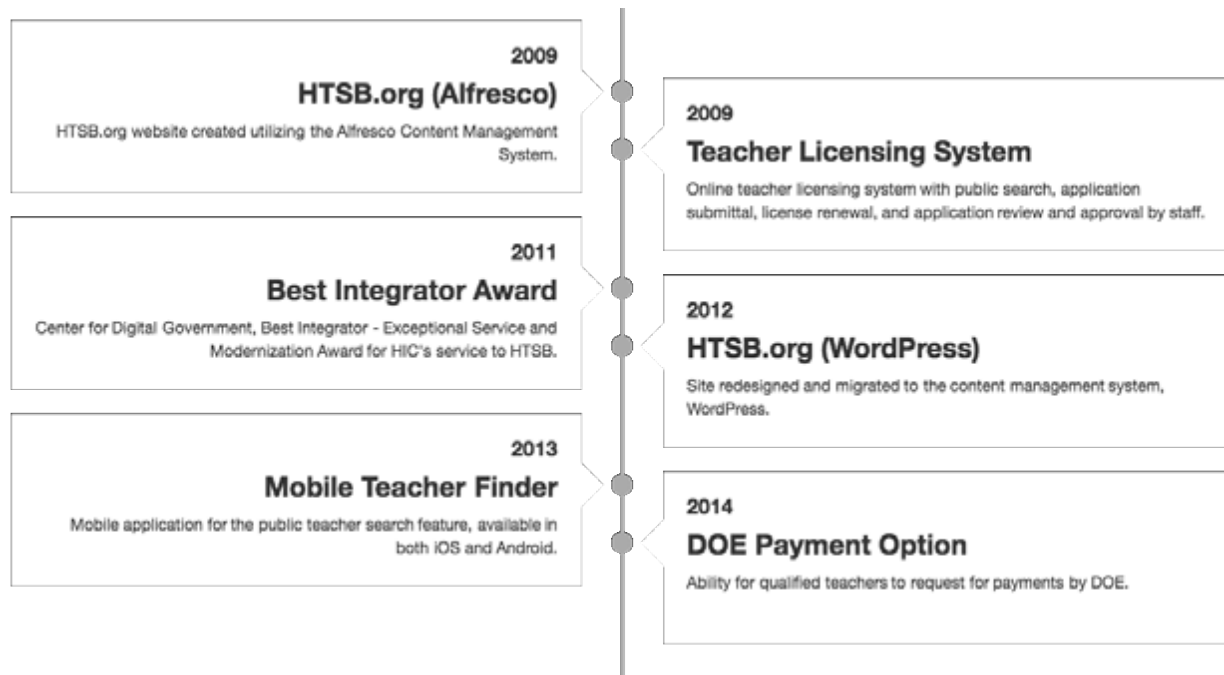 2009
HTSB.org (Alfresco)
HTSB.org website created utilizing the Alfresco Content Management
System.
2009
Teacher Licensing System
Online teacher licensing system with public search, application
submittal, license renewal, and application review and approval by staff.
2011
Best Integrator Award
Center for Digital Government, Best Integrator - Exceptional Service and
Modernization Award for HIC's service to HTSB.
2012
HTSB.org (WordPress)
Site redesigned and migrated to the content management system,
WordPress.
2013
Mobile Teacher Finder
Mobile application for the public teacher search feature, available in
both iOS and Android.
2014
DOE Payment Option
Ability for qualified teachers to request for payments by DOE.